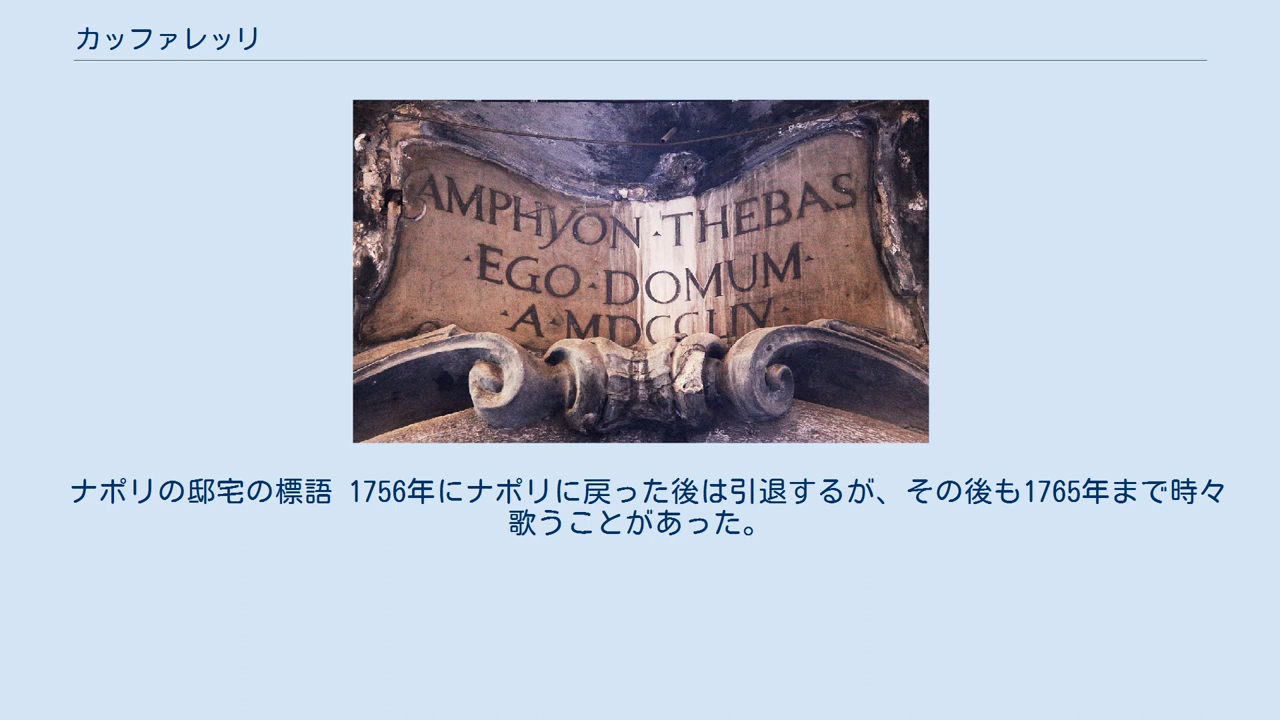 カッファレッリ
AMPHYON · THEBAS
· EGO · DOMUM ·
· A · MDCCLIV ·
ナポリの邸宅の標語 1756年にナポリに戻った後は引退するが、その後も1765年まで時々
歌うことがあった。